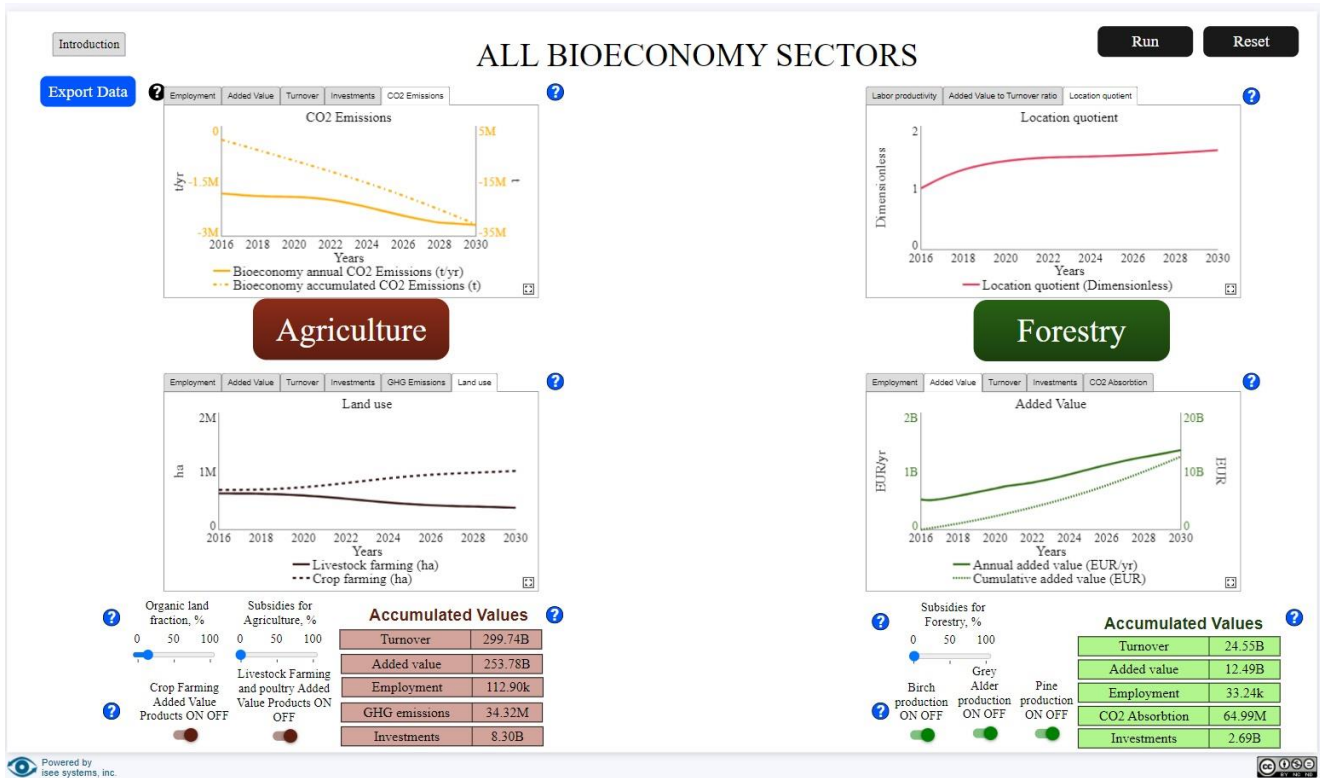 Introduction
ALL BIOECONOMY SECTORS
Run
Reset
Export Data
?
Employment
Added Value
Turnover
Investments
CO2 Emissions
?
CO2 Emissions
0
-1.5M
-3M
t/yr
5M
-15M
-35M
t
2016 2018 2020 2022 2024 2026 2028 2030
Years
Bioeconomy annual CO2 Emissions (t/yr)
Bioeconomy accumulated CO2 Emissions (t)
Labor productivity
Added Value to Turnover ratio
Location quotient
?
Location quotient
2
1
0
Dimensionless
2016 2018 2020 2022 2024 2026 2028 2030
Years
Location quotient (Dimensionless)
Agriculture
Forestry
Employment
Added Value
Turnover
Investments
GHG Emissions
Land use
?
Land use
2M
1M
0
ha
2016 2018 2020 2022 2024 2026 2028 2030
Years
Livestock farming (ha)
Crop farming (ha)
Employment
Added Value
Turnover
Investments
CO2 Absorbtion
?
Added Value
2B
1B
0
EUR/yr
20B
10B
0
EUR
2016 2018 2020 2022 2024 2026 2028 2030
Years
Annual added value (EUR/yr)
Cumulative added value (EUR)
?
Organic land
fraction, %
0 50 100
Subsidies for
Agriculture, %
0 50 100
?
Crop Farming
Added Value
Products ON OFF
Livestock Farming
and poultry Added
Value Products ON
OFF
Accumulated Values
?
Turnover 299.74B
Added value 253.78B
Employment 112.90k
GHG emissions 34.32M
Investments 8.30B
?
Subsidies for
Forestry, %
0 50 100
?
Birch
production
ON OFF
Grey
Alder
production
ON OFF
Pine
production
ON OFF
Accumulated Values
?
Turnover 24.55B
Added value 12.49B
Employment 33.24k
CO2 Absorbtion 64.99M
Investments 2.69B
Powered by
isee systems, inc.
cc
BY NC ND